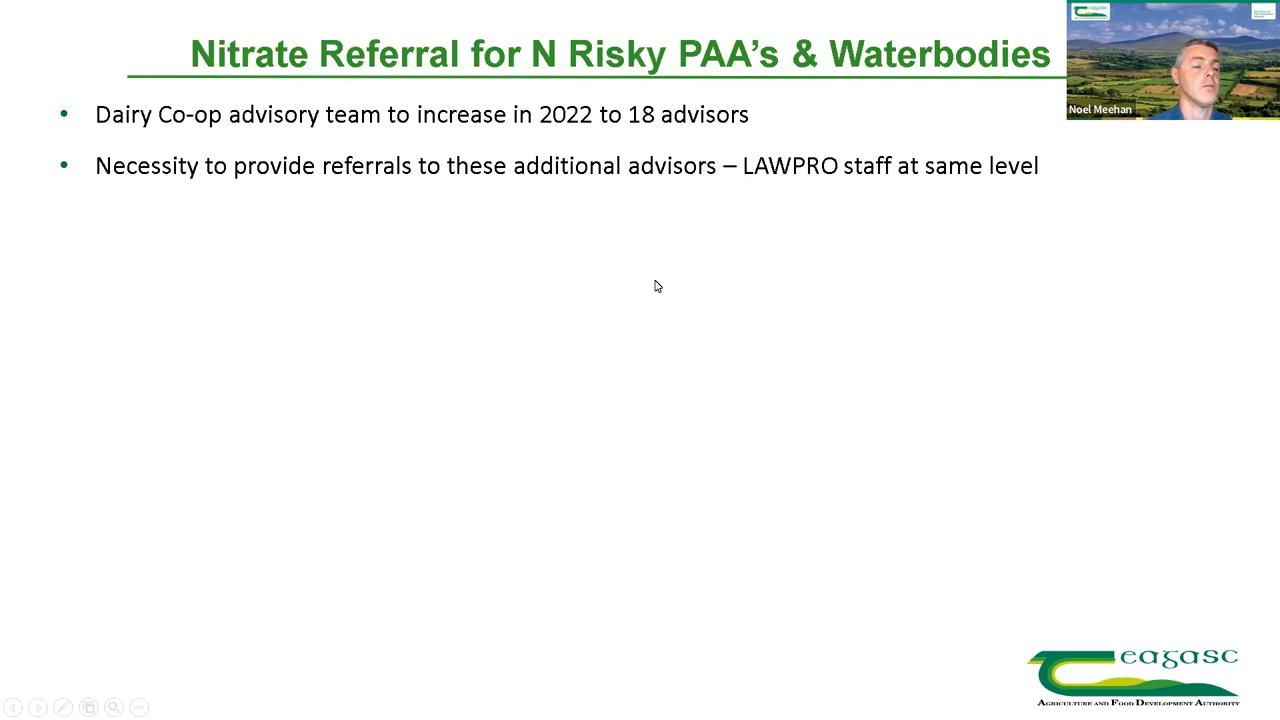 Nitrate Referral for N Risky PAA's & Waterbodies
• Dairy Co-op advisory team to increase in 2022 to 18 advisors
• Necessity to provide referrals to these additional advisors – LAWPRO staff at same level
Noel Meehan
eagasc
AGRICULTURE AND FOOD DEVELOPMENT AUTHORITY